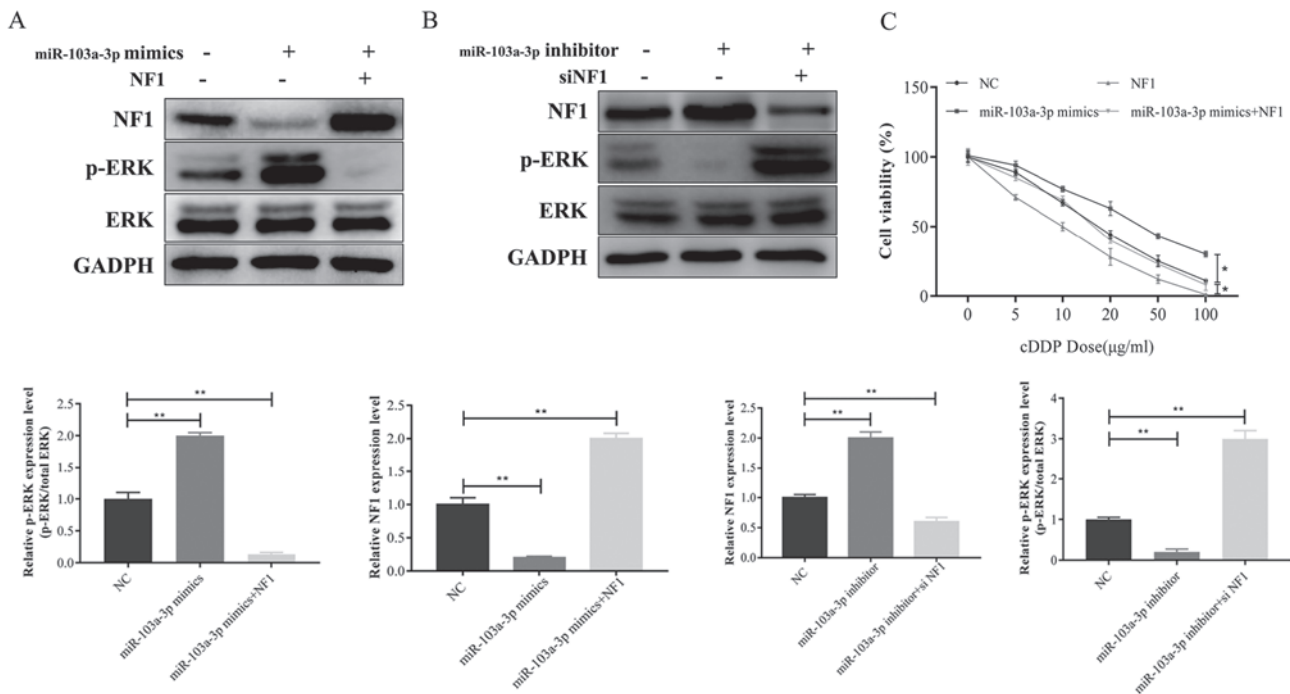 A
miR-103a-3p mimics - + +
NF1 - - +
NF1
p-ERK
ERK
GADPH
B
miR-103a-3p inhibitor - + +
siNF1 - - +
NF1
p-ERK
ERK
GADPH
C
NC
NF1
miR-103a-3p mimics
miR-103a-3p mimics+NF1
Cell viability (%)
150
100
50
0
0 5 10 20 50 100
*
*
cDDP Dose(μg/ml)
Relative p-ERK expression level
(p-ERK/total ERK)
2.5
2.0
1.5
1.0
0.5
0.0
**
**
NC
miR-103a-3p mimics
miR-103a-3p mimics+NF1
Relative NF1 expression level
2.5
2.0
1.5
1.0
0.5
0.0
**
**
NC
miR-103a-3p mimics
miR-103a-3p mimics+NF1
Relative NF1 expression level
2.5
2.0
1.5
1.0
0.5
0.0
**
**
NC
miR-103a-3p inhibitor
miR-103a-3p inhibitor+si NF1
Relative p-ERK expression level
(p-ERK/total ERK)
4
3
2
1
0
**
**
NC
miR-103a-3p inhibitor
miR-103a-3p inhibitor+si NF1